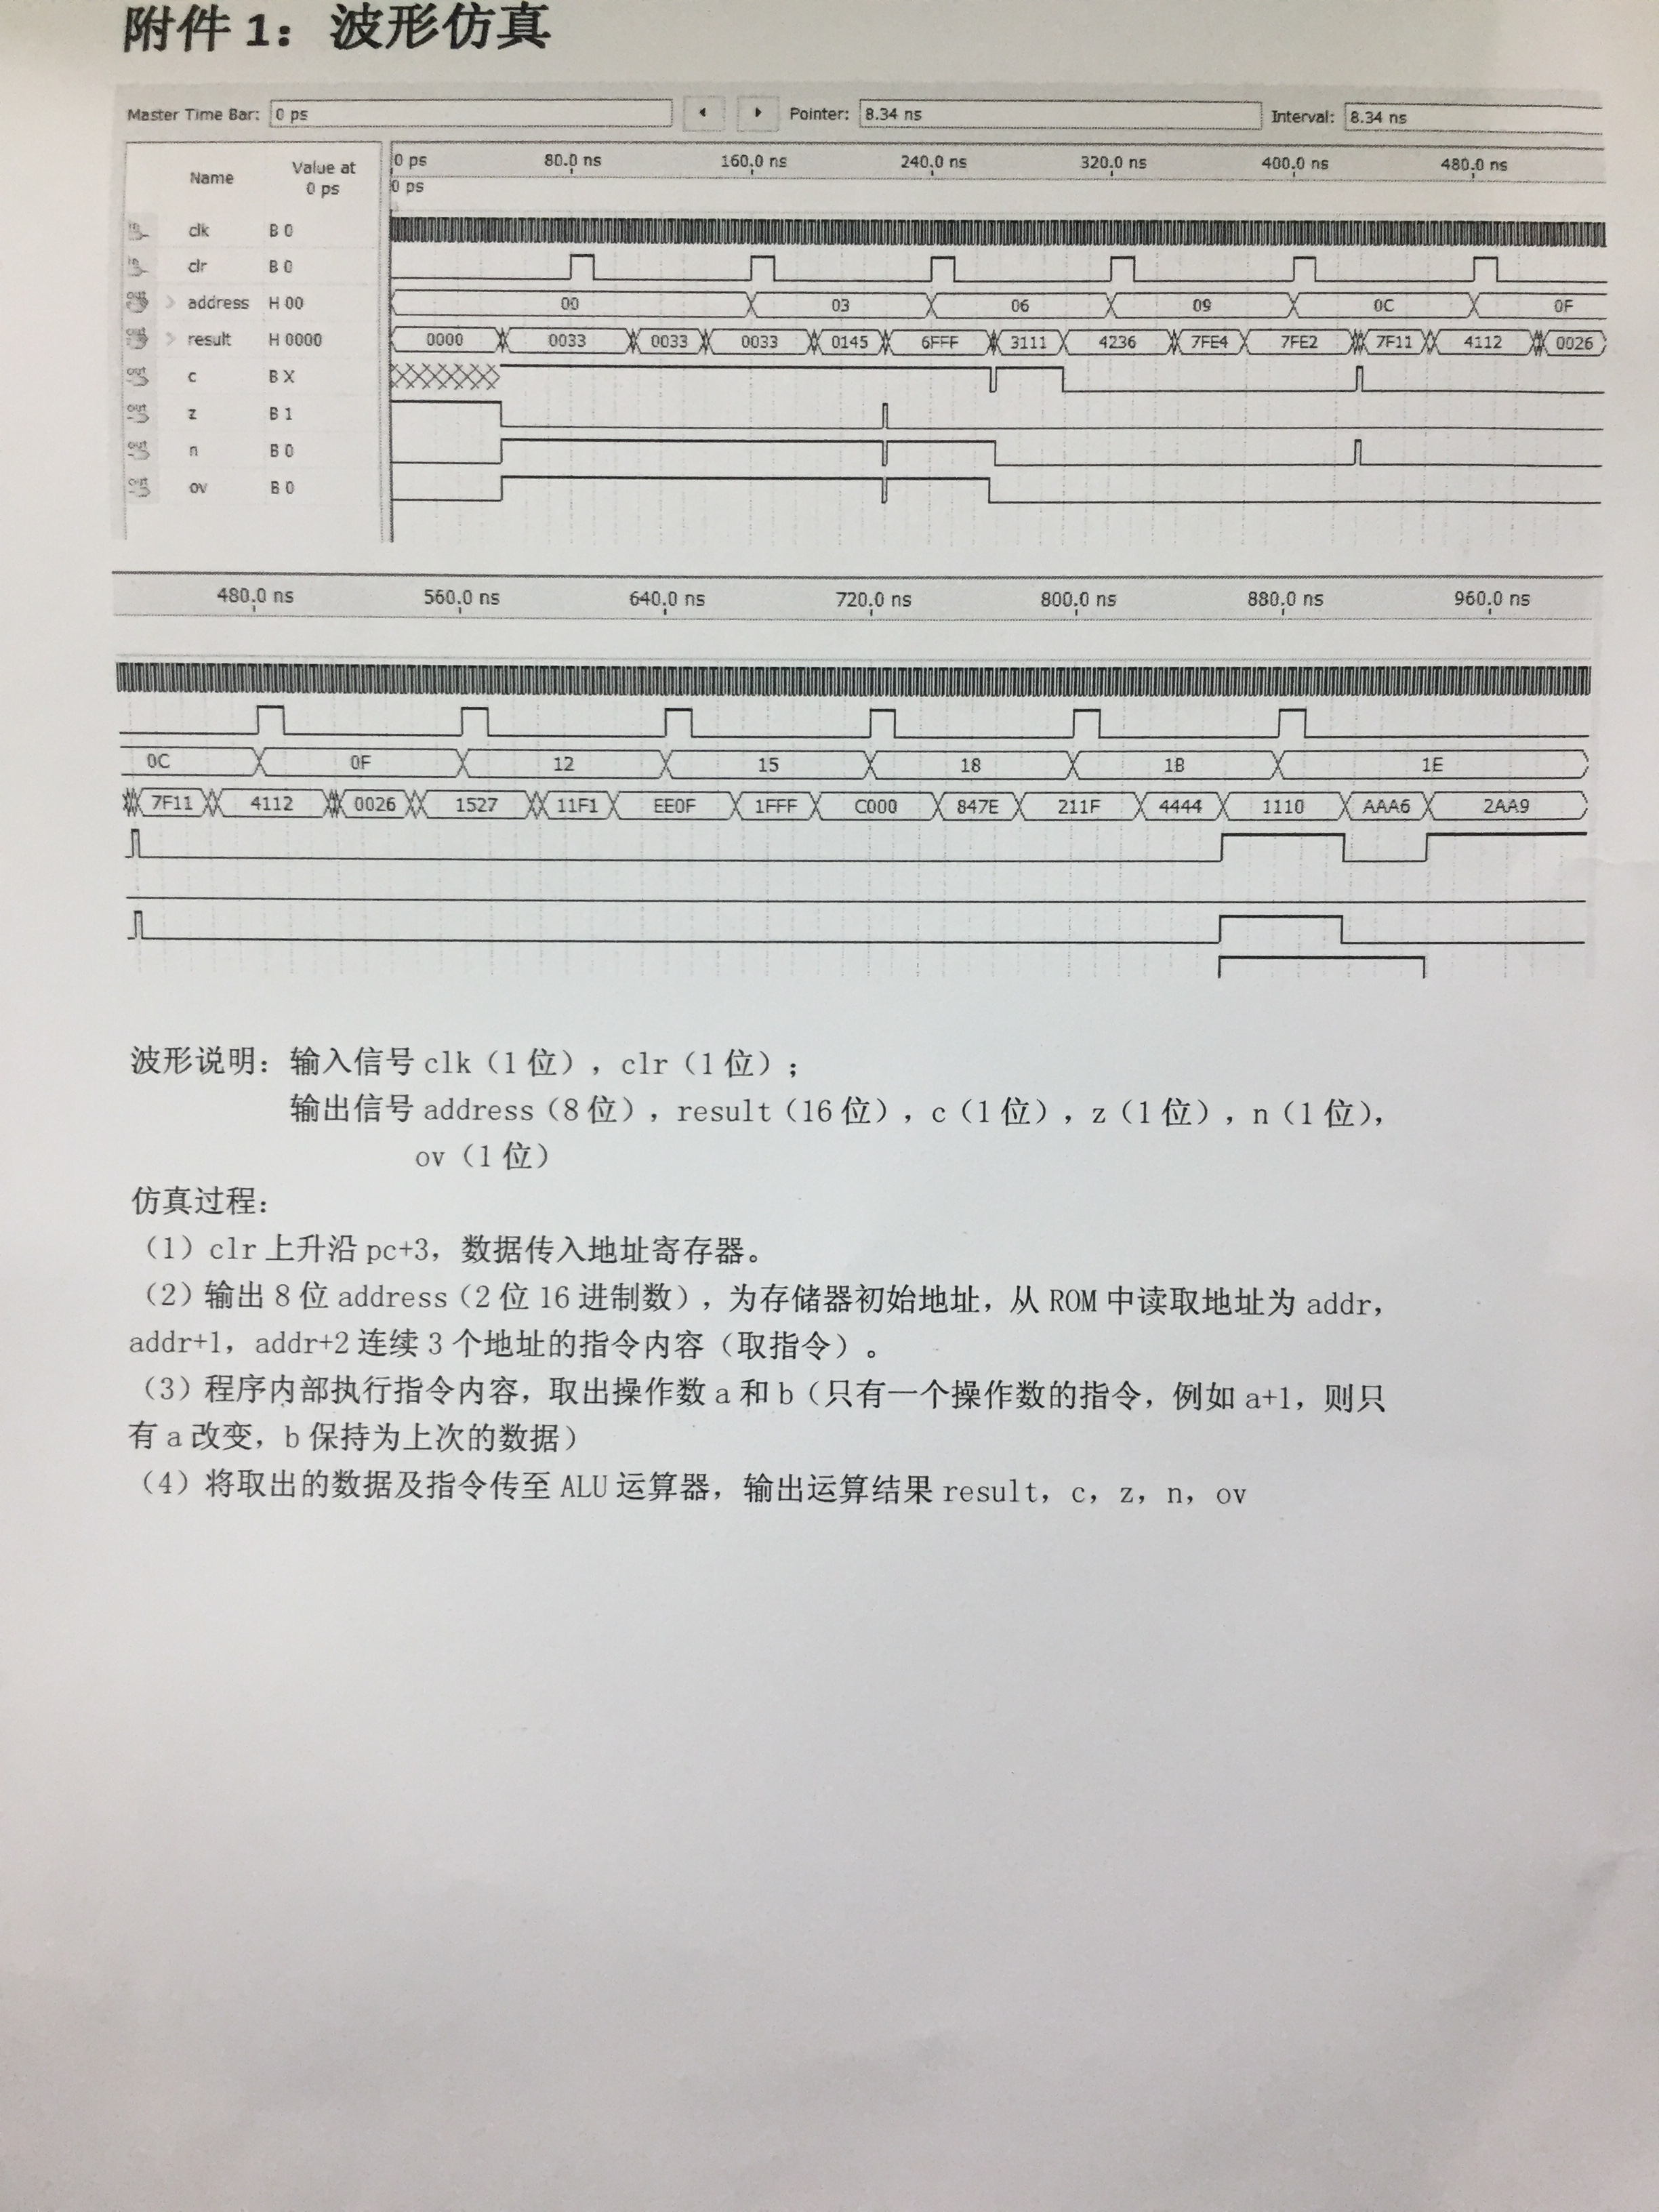 附件 1：波形仿真
Master Time Bar: 0 ps Pointer: 8.34 ns Interval: 8.34 ns
Name Value at 0 ps
0 ps 80.0 ns 160.0 ns 240.0 ns 320.0 ns 400.0 ns 480.0 ns
0 ps
clk B 0
clr B 0
address H 00 00 03 06 09 0C 0F
result H 0000 0000 0033 0033 0033 0145 6FFF 3111 4236 7FE4 7FE2 7F11 4112 0026
c B X
z B 1
n B 0
ov B 0
480.0 ns 560.0 ns 640.0 ns 720.0 ns 800.0 ns 880.0 ns 960.0 ns
0C 0F 12 15 18 1B 1E
7F11 4112 0026 1527 11F1 EE0F 1FFF C000 847E 211F 4444 1110 AAA6 2AA9
波形说明：输入信号 clk（1 位），clr（1 位）；
输出信号 address（8 位），result（16 位），c（1 位），z（1 位），n（1 位），
ov（1 位）
仿真过程：
（1）clr 上升沿 pc+3，数据传入地址寄存器。
（2）输出 8 位 address（2 位 16 进制数），为存储器初始地址，从 ROM 中读取地址为 addr，
addr+1，addr+2 连续 3 个地址的指令内容（取指令）。
（3）程序内部执行指令内容，取出操作数 a 和 b（只有一个操作数的指令，例如 a+1，则只
有 a 改变，b 保持为上次的数据）
（4）将取出的数据及指令传至 ALU 运算器，输出运算结果 result，c，z，n，ov